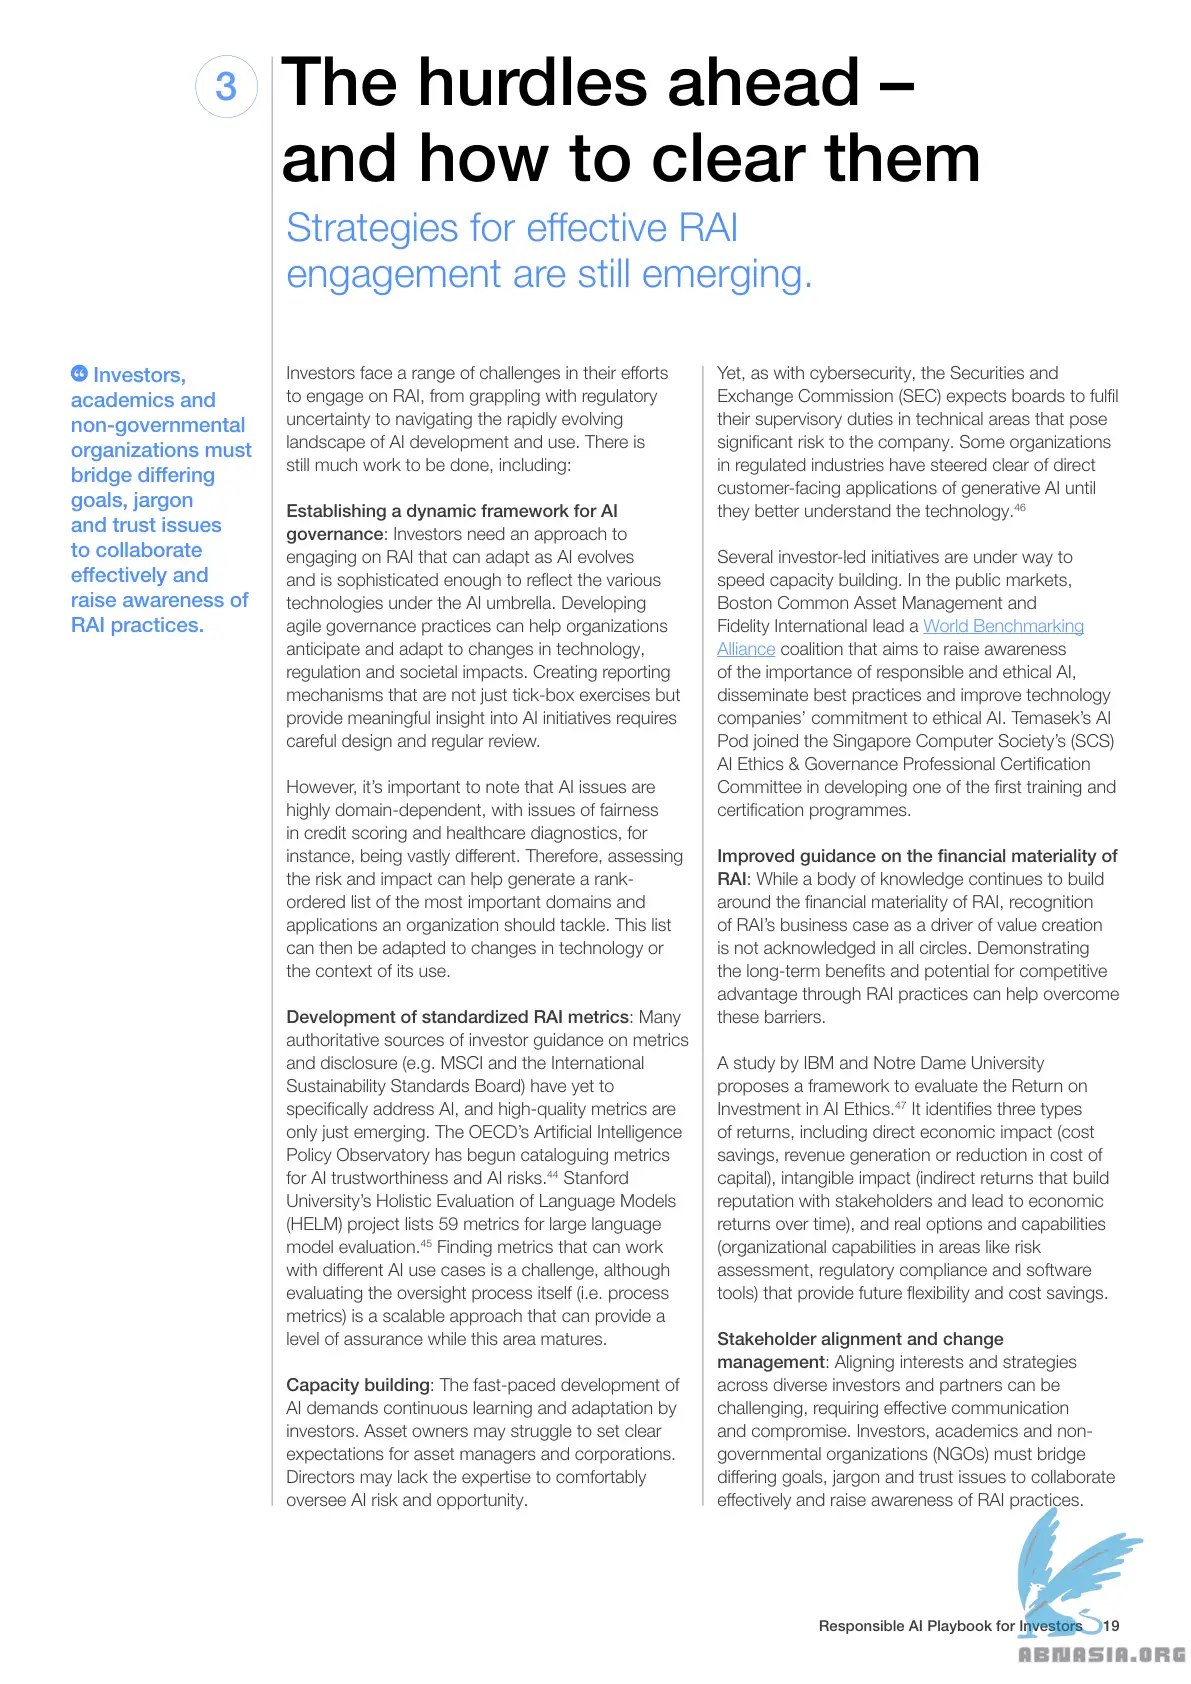 3
The hurdles ahead –
and how to clear them
Strategies for effective RAI
engagement are still emerging.
“ Investors,
academics and
non-governmental
organizations must
bridge differing
goals, jargon
and trust issues
to collaborate
effectively and
raise awareness of
RAI practices.
Investors face a range of challenges in their efforts
to engage on RAI, from grappling with regulatory
uncertainty to navigating the rapidly evolving
landscape of AI development and use. There is
still much work to be done, including:
Establishing a dynamic framework for AI
governance: Investors need an approach to
engaging on RAI that can adapt as AI evolves
and is sophisticated enough to reflect the various
technologies under the AI umbrella. Developing
agile governance practices can help organizations
anticipate and adapt to changes in technology,
regulation and societal impacts. Creating reporting
mechanisms that are not just tick-box exercises but
provide meaningful insight into AI initiatives requires
careful design and regular review.
However, it’s important to note that AI issues are
highly domain-dependent, with issues of fairness
in credit scoring and healthcare diagnostics, for
instance, being vastly different. Therefore, assessing
the risk and impact can help generate a rank-
ordered list of the most important domains and
applications an organization should tackle. This list
can then be adapted to changes in technology or
the context of its use.
Development of standardized RAI metrics: Many
authoritative sources of investor guidance on metrics
and disclosure (e.g. MSCI and the International
Sustainability Standards Board) have yet to
specifically address AI, and high-quality metrics are
only just emerging. The OECD’s Artificial Intelligence
Policy Observatory has begun cataloguing metrics
for AI trustworthiness and AI risks.44 Stanford
University’s Holistic Evaluation of Language Models
(HELM) project lists 59 metrics for large language
model evaluation.45 Finding metrics that can work
with different AI use cases is a challenge, although
evaluating the oversight process itself (i.e. process
metrics) is a scalable approach that can provide a
level of assurance while this area matures.
Capacity building: The fast-paced development of
AI demands continuous learning and adaptation by
investors. Asset owners may struggle to set clear
expectations for asset managers and corporations.
Directors may lack the expertise to comfortably
oversee AI risk and opportunity.
Yet, as with cybersecurity, the Securities and
Exchange Commission (SEC) expects boards to fulfil
their supervisory duties in technical areas that pose
significant risk to the company. Some organizations
in regulated industries have steered clear of direct
customer-facing applications of generative AI until
they better understand the technology.46
Several investor-led initiatives are under way to
speed capacity building. In the public markets,
Boston Common Asset Management and
Fidelity International lead a World Benchmarking
Alliance coalition that aims to raise awareness
of the importance of responsible and ethical AI,
disseminate best practices and improve technology
companies’ commitment to ethical AI. Temasek’s AI
Pod joined the Singapore Computer Society’s (SCS)
AI Ethics & Governance Professional Certification
Committee in developing one of the first training and
certification programmes.
Improved guidance on the financial materiality of
RAI: While a body of knowledge continues to build
around the financial materiality of RAI, recognition
of RAI’s business case as a driver of value creation
is not acknowledged in all circles. Demonstrating
the long-term benefits and potential for competitive
advantage through RAI practices can help overcome
these barriers.
A study by IBM and Notre Dame University
proposes a framework to evaluate the Return on
Investment in AI Ethics.47 It identifies three types
of returns, including direct economic impact (cost
savings, revenue generation or reduction in cost of
capital), intangible impact (indirect returns that build
reputation with stakeholders and lead to economic
returns over time), and real options and capabilities
(organizational capabilities in areas like risk
assessment, regulatory compliance and software
tools) that provide future flexibility and cost savings.
Stakeholder alignment and change
management: Aligning interests and strategies
across diverse investors and partners can be
challenging, requiring effective communication
and compromise. Investors, academics and non-
governmental organizations (NGOs) must bridge
differing goals, jargon and trust issues to collaborate
effectively and raise awareness of RAI practices.
Responsible AI Playbook for Investors 19
ABNASIA.ORG